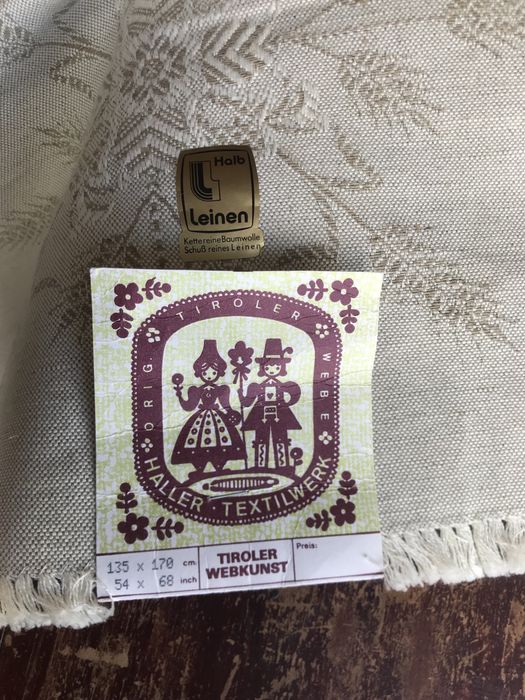 Halb
Leinen
Kette reine Baumwolle
Schuß reines Leinen
ORIG. TIROLER WEBE
HALLER · TEXTILWERK
135 x 170 cm
54 x 68 inch
TIROLER
WEBKUNST
Preis: